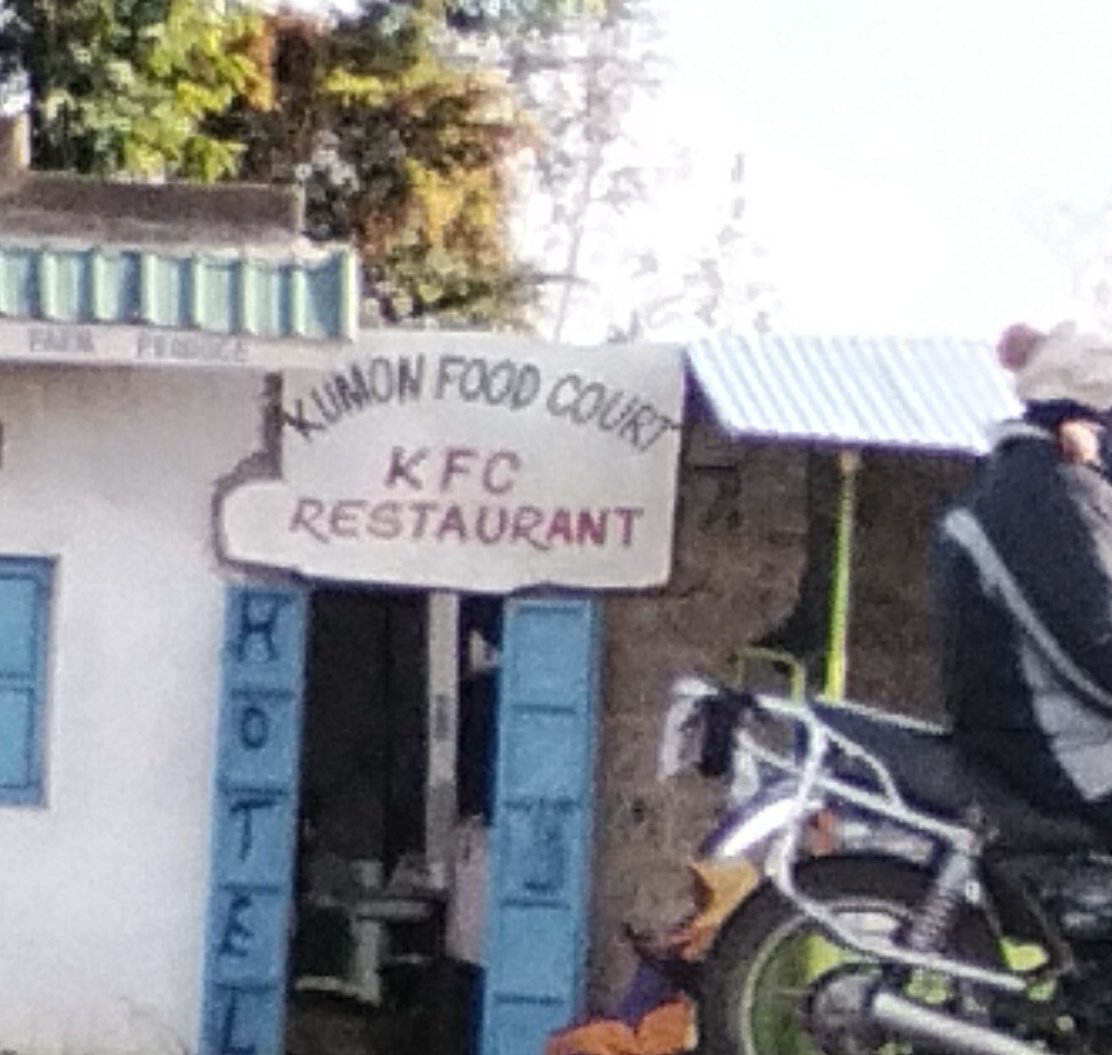 FARM PRODUCE
KUMON FOOD COURT
KFC
RESTAURANT
HOTEL